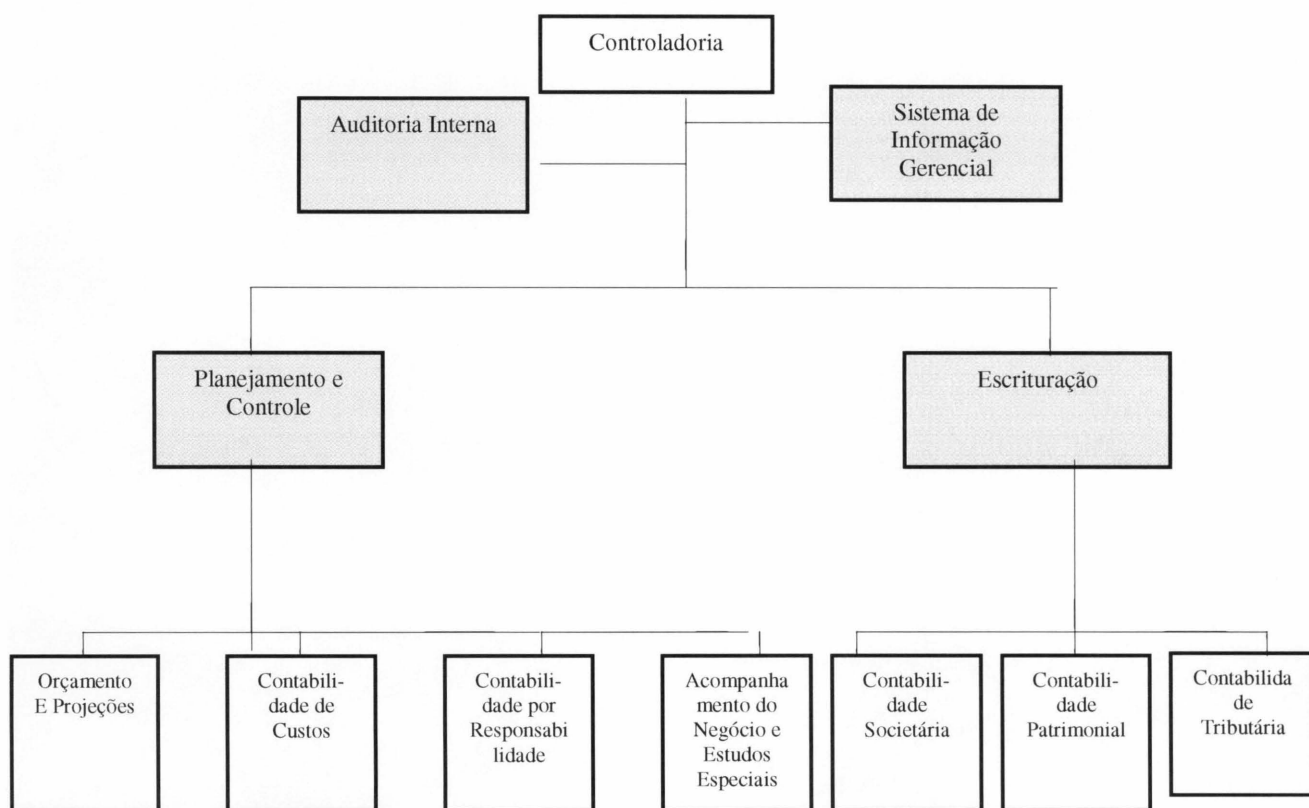 Controladoria
Auditoria Interna
Sistema de
Informação
Gerencial
Planejamento e
Controle
Escrituração
Orçamento
E Projeções
Contabili-
dade de
Custos
Contabili-
dade por
Responsabi
lidade
Acompanha
mento do
Negócio e
Estudos
Especiais
Contabili-
dade
Societária
Contabili-
dade
Patrimonial
Contabilida
de
Tributária